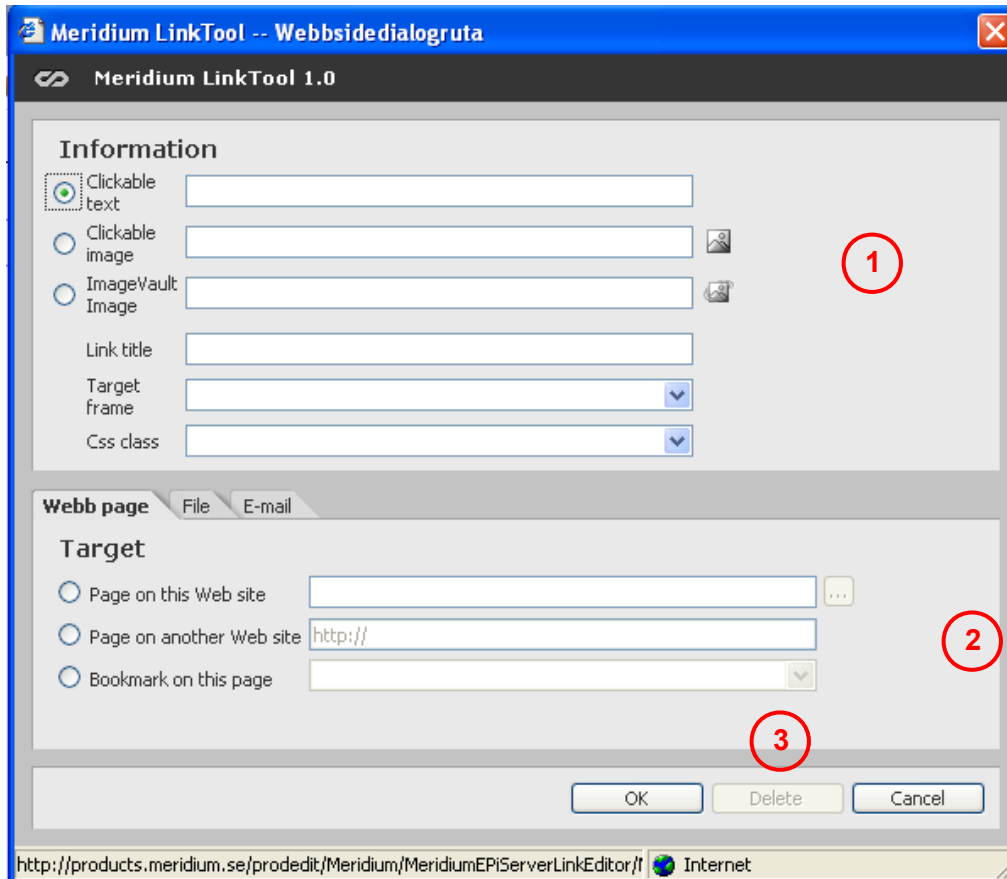 Meridium LinkTool -- Webbsidedialogruta
Meridium LinkTool 1.0
Information
Clickable
text
Clickable
image
1
ImageVault
Image
Link title
Target
frame
Css class
Webb page File E-mail
Target
Page on this Web site ...
Page on another Web site http://
2
Bookmark on this page
3
OK Delete Cancel
http://products.meridium.se/prodedit/Meridium/MeridiumEPiServerLinkEditor/ Internet